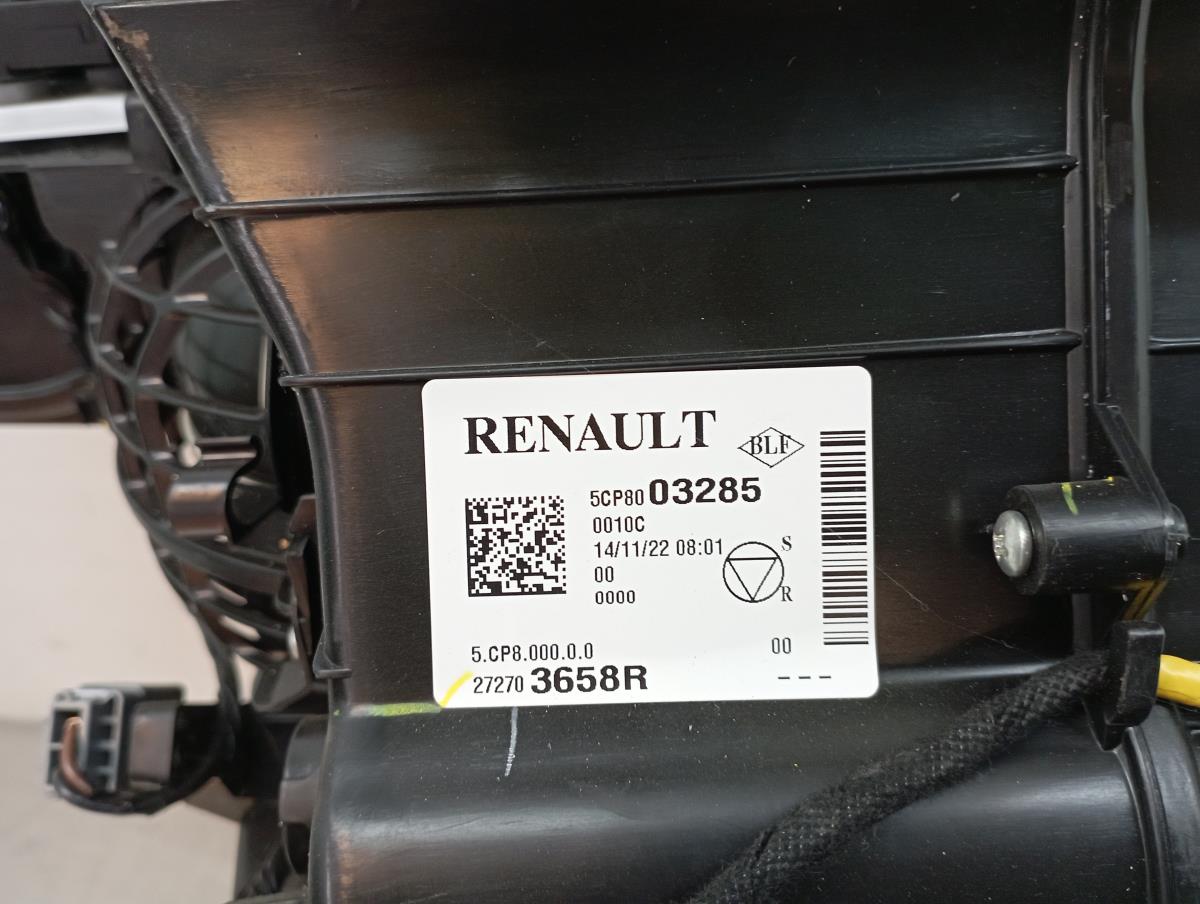 RENAULT
BLF
5CP80 03285
0010C
14/11/22 08:01
S
00
R
0000
5.CP8.000.0.0
00
27270 3658R
---